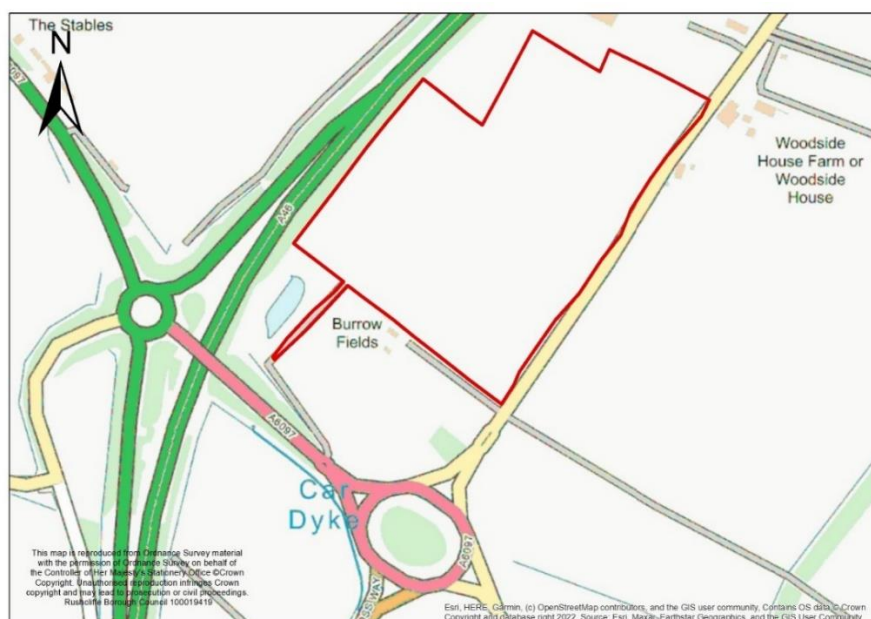 The Stables
N
6097
A46
Woodside
House Farm or
Woodside
House
Burrow
Fields
A6097
Car
Dyke
A6097
SS WAY
This map is reproduced from Ordnance Survey material
with the permission of Ordnance Survey on behalf of
the Controller of Her Majesty's Stationery Office ©Crown
Copyright. Unauthorised reproduction infringes Crown
copyright and may lead to prosecution or civil proceedings.
Rushcliffe Borough Council 100019419
Esri, HERE, Garmin, (c) OpenStreetMap contributors, and the GIS user community, Contains OS data © Crown
Copyright and database right 2022, Source: Esri, Maxar, Earthstar Geographics, and the GIS User Community